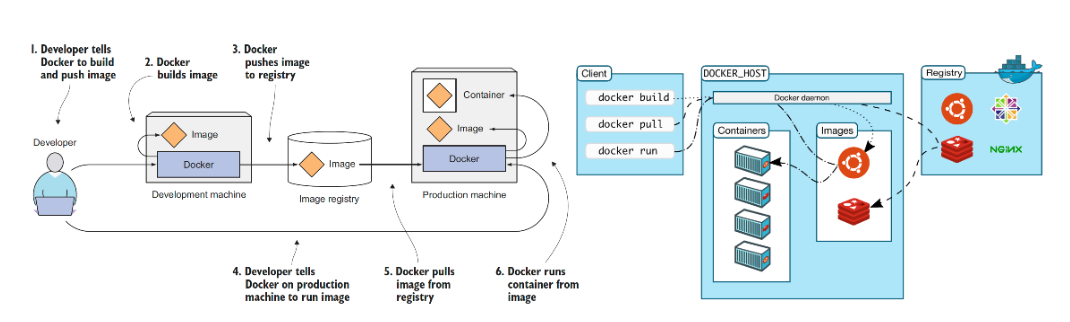 1. Developer tells
Docker to build
and push image
2. Docker
builds image
3. Docker
pushes image
to registry
Developer
Image
Docker
Development machine
Image
Image registry
Container
Image
Docker
Production machine
4. Developer tells
Docker on production
machine to run image
5. Docker pulls
image from
registry
6. Docker runs
container from
image
Client
docker build
docker pull
docker run
DOCKER_HOST
Docker daemon
Containers
Images
Registry
NGINX